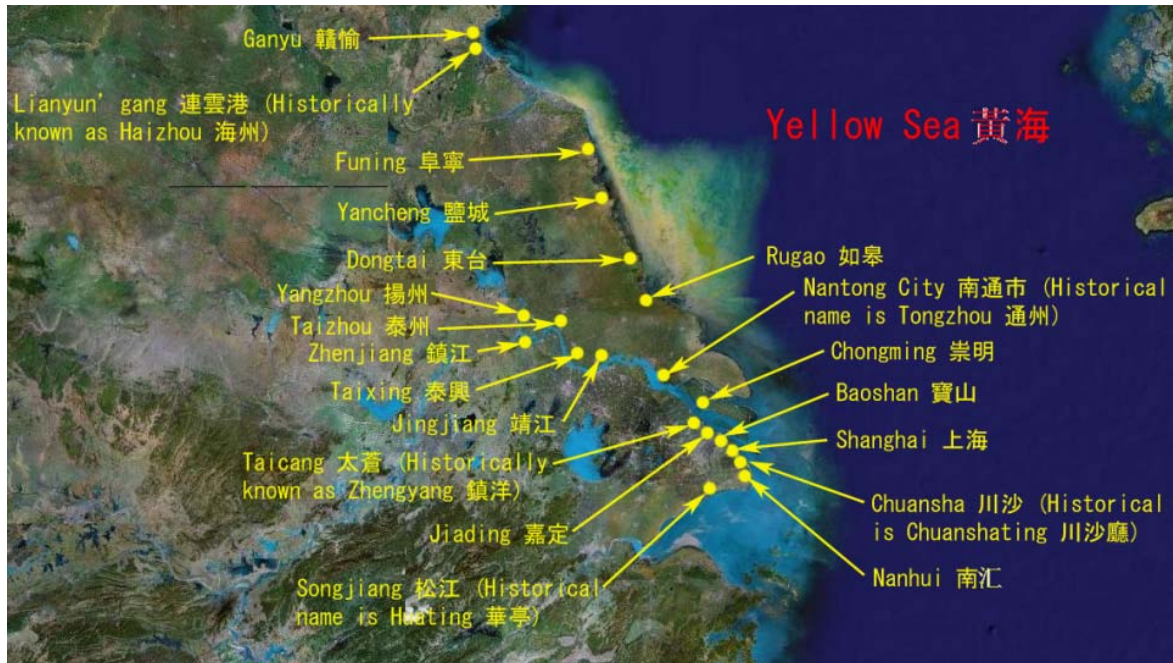 Ganyu 贛愉
Lianyun' gang 連雲港 (Historically
known as Haizhou 海州)
Yellow Sea 黃海
Funing 阜寧
Yancheng 鹽城
Dongtai 東台
Yangzhou 揚州
Taizhou 泰州
Zhenjiang 鎮江
Taixing 泰興
Jingjiang 靖江
Taicang 太蒼 (Historically
known as Zhengyang 鎮洋)
Jiading 嘉定
Songjiang 松江 (Historical
name is Huating 華亭)
Rugao 如皋
Nantong City 南通市 (Historical
name is Tongzhou 通州)
Chongming 崇明
Baoshan 寶山
Shanghai 上海
Chuansha 川沙 (Historical
is Chuanshating 川沙廳)
Nanhui 南汇